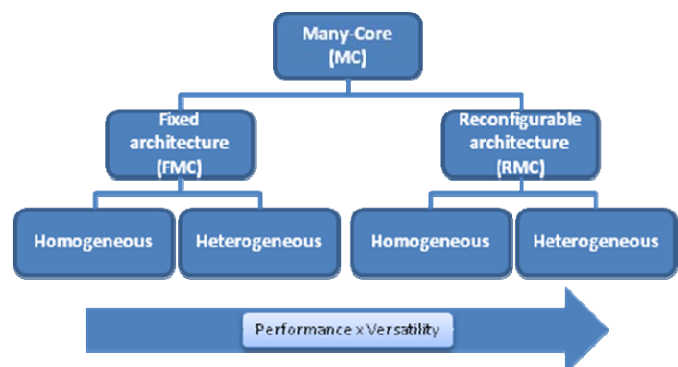 Many-Core
(MC)
Fixed
architecture
(FMC)
Reconfigurable
architecture
(RMC)
Homogeneous
Heterogeneous
Homogeneous
Heterogeneous
Performance x Versatility